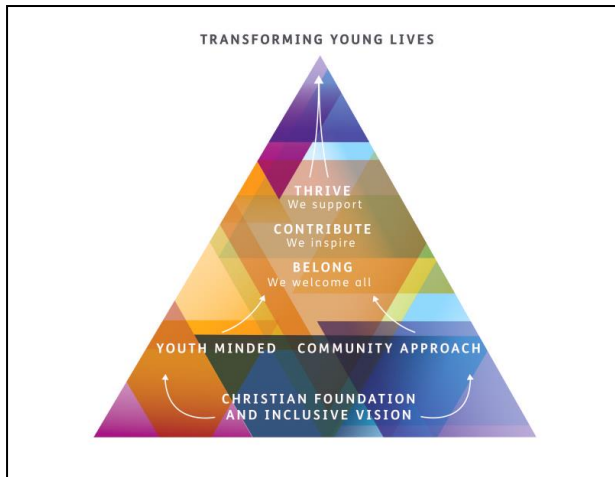 TRANSFORMING YOUNG LIVES
THRIVE
We support
CONTRIBUTE
We inspire
BELONG
We welcome all
YOUTH MINDED
COMMUNITY APPROACH
CHRISTIAN FOUNDATION
AND INCLUSIVE VISION